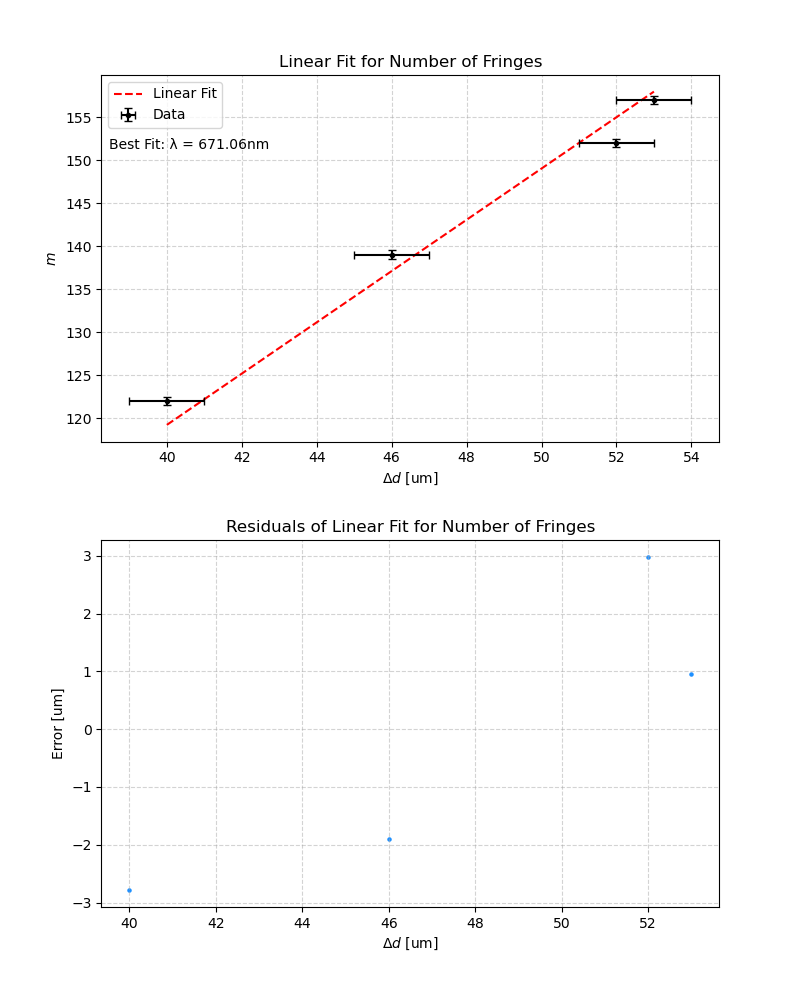 Linear Fit for Number of Fringes
Linear Fit
Data
Best Fit: λ = 671.06nm
m
155
150
145
140
135
130
125
120
40 42 44 46 48 50 52 54
Δd [um]
Residuals of Linear Fit for Number of Fringes
Error [um]
3
2
1
0
−1
−2
−3
40 42 44 46 48 50 52
Δd [um]